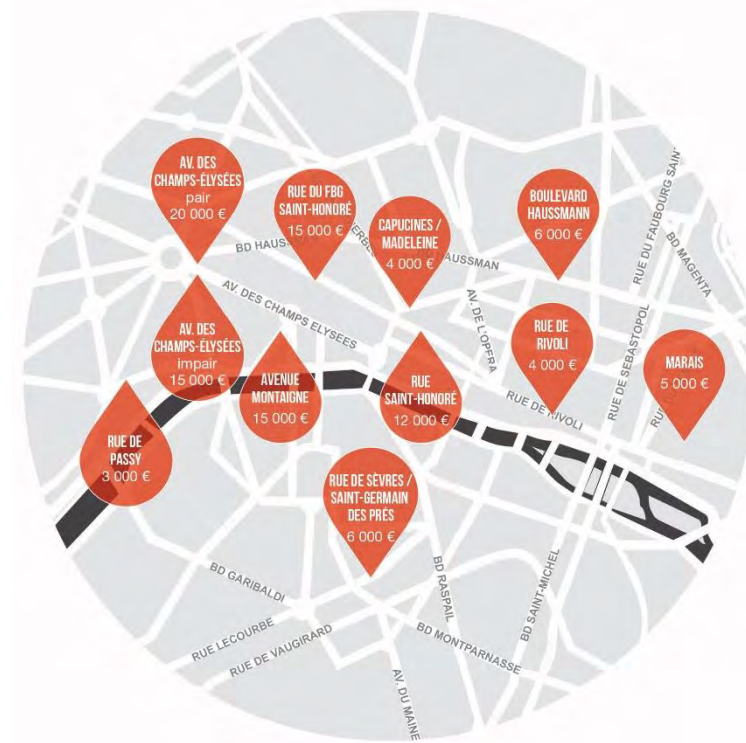 AV. DES
CHAMPS-ÉLYSÉES
pair
20 000 €
RUE DU FBG
SAINT-HONORÉ
15 000 €
CAPUCINES /
MADELEINE
4 000 €
BOULEVARD
HAUSSMANN
6 000 €
RUE DU FAUBOURG SAIN
BD MAGENTA
BD
HAUSSMAN
AV. DES CHAMPS ELYSEES
AV. DE L'OPERA
RUE DE SEBASTOPOL
AV. DES
CHAMPS-ÉLYSÉES
impair
15 000 €
AVENUE
MONTAIGNE
15 000 €
RUE
SAINT-HONORÉ
12 000 €
RUE DE
RIVOLI
4 000 €
RUE DE RIVOLI
MARAIS
5 000 €
RUE DE
PASSY
3 000 €
RUE DE SÈVRES /
SAINT-GERMAIN
DES PRÉS
6 000 €
BD GARIBALDI
RUE LECOURBE
RUE DE VAUGIRARD
BD RASPAIL
BD MONTPARNASSE
BD SAINT-MICHEL
AV. DU MAINE